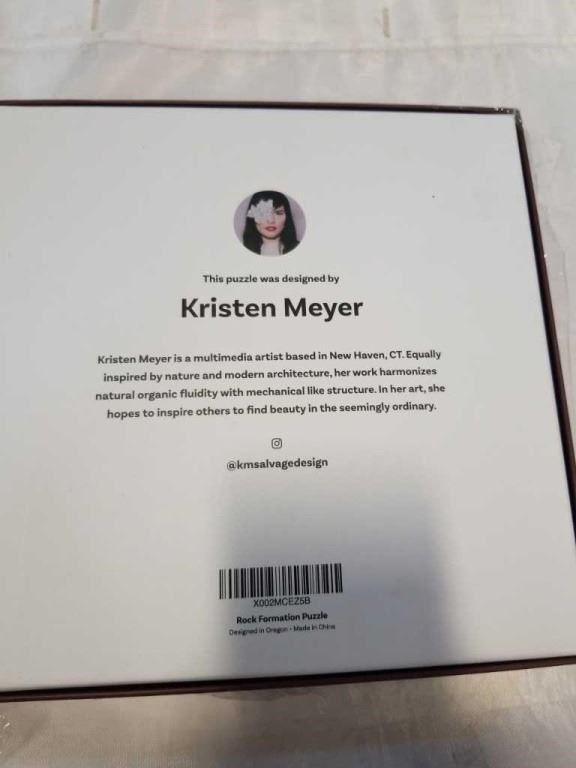 This puzzle was designed by
Kristen Meyer
Kristen Meyer is a multimedia artist based in New Haven, CT. Equally
inspired by nature and modern architecture, her work harmonizes
natural organic fluidity with mechanical like structure. In her art, she
hopes to inspire others to find beauty in the seemingly ordinary.
@kmsalvagedesign
X002MCEZ5B
Rock Formation Puzzle
Designed in Oregon • Made in China